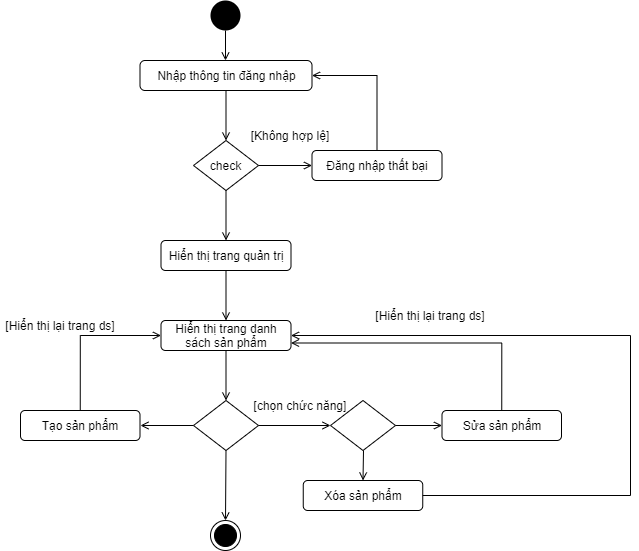 Nhập thông tin đăng nhập
[Không hợp lệ]
check
Đăng nhập thất bại
Hiển thị trang quản trị
[Hiển thị lại trang ds]
[Hiển thị lại trang ds]
Hiển thị trang danh
sách sản phẩm
[chọn chức năng]
Tạo sản phẩm
Sửa sản phẩm
Xóa sản phẩm